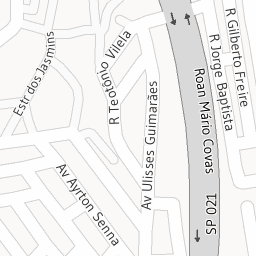 R Gilberto Freire
R Jorge Baptista
Estr dos Jasmins
R Teotônio Vilela
Roan Mário Covas
Av Ulisses Guimarães
Av Ayrton Senna
SP 021